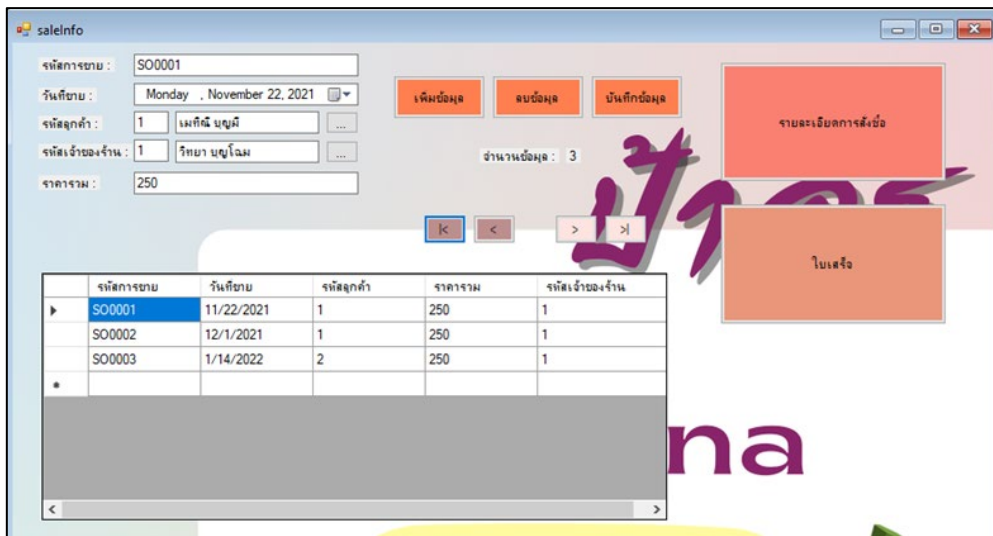 saleInfo
รหัสการขาย : SO0001
วันที่ขาย : Monday , November 22, 2021
รหัสลูกค้า : 1 เมทิณี บุญมี ...
รหัสเจ้าของร้าน : 1 วิทยา บุญโฉม ...
ราคารวม : 250
เพิ่มข้อมูล ลบข้อมูล บันทึกข้อมูล
จำนวนข้อมูล : 3
รายละเอียดการสั่งซื้อ
ใบเสร็จ
|< < > >|
รหัสการขาย วันที่ขาย รหัสลูกค้า ราคารวม รหัสเจ้าของร้าน
SO0001 11/22/2021 1 250 1
SO0002 12/1/2021 1 250 1
SO0003 1/14/2022 2 250 1
na